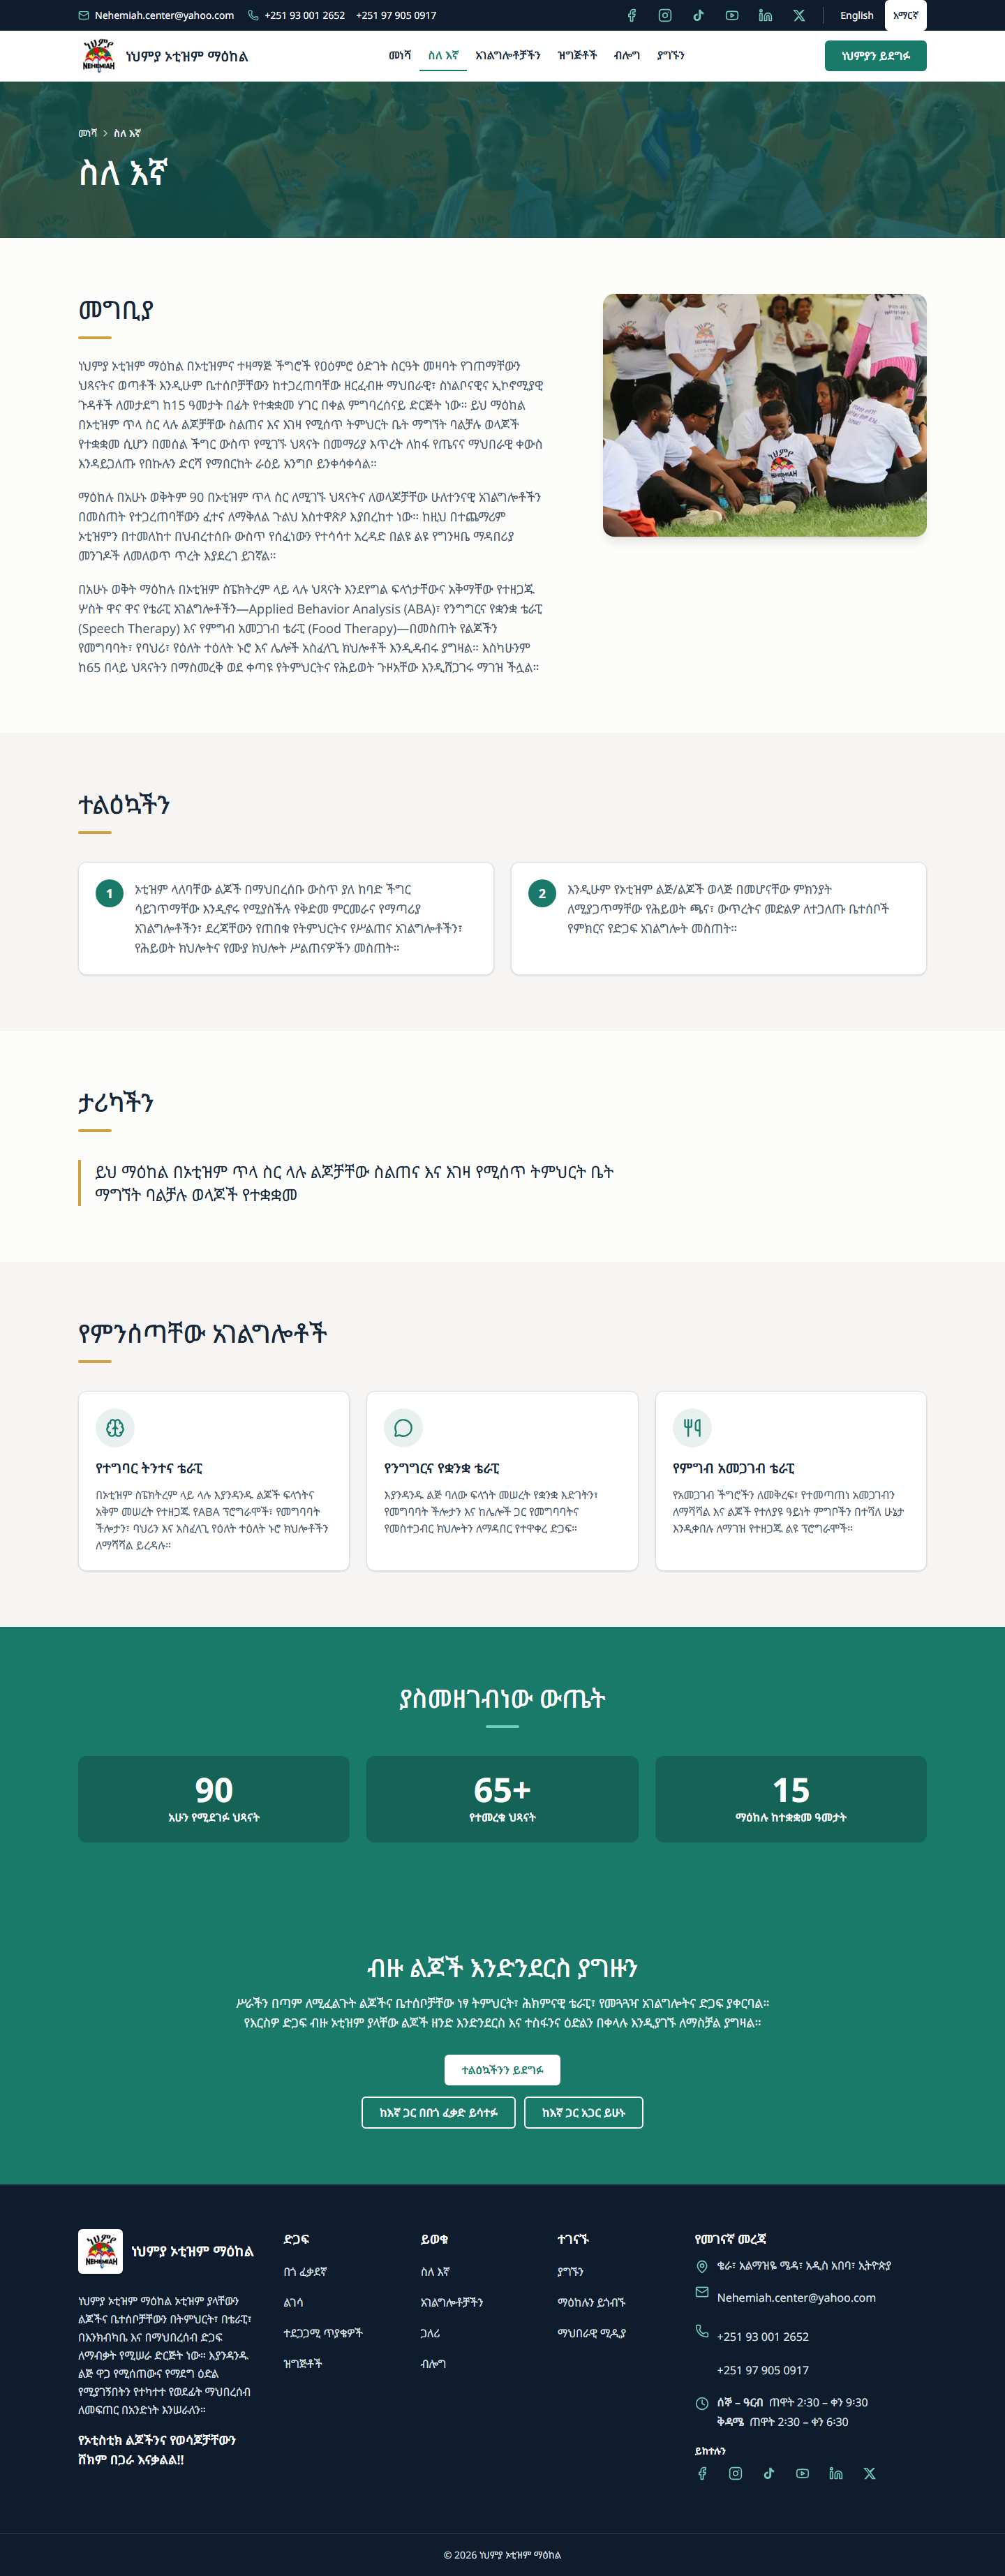 Nehemiah.center@yahoo.com +251 93 001 2652 +251 97 905 0917 English አማርኛ
ነህምያ ኦቲዝም ማዕከል መነሻ ስለ እኛ አገልግሎቶቻችን ዝግጅቶች ብሎግ ያግኙን ነህምያን ይደግፉ
መነሻ > ስለ እኛ
ስለ እኛ
መግቢያ
ነህምያ ኦቲዝም ማዕከል በኦቲዝምና ተዛማጅ ችግሮች የዐዕምሮ ዕድገት ስርዓት መዛባት የገጠማቸውን
ህጻናትና ወጣቶች እንዲሁም ቤተሰቦቻቸውን ከተጋረጠባቸው ዘርፈብዙ ማህበራዊ፣ ስነልቦናዊና ኢኮኖሚያዊ
ጉዳቶች ለመታደግ ከ15 ዓመታት በፊት የተቋቋመ ሃገር በቀል ምግባረሰናይ ድርጅት ነው። ይህ ማዕከል
በኦቲዝም ጥላ ስር ላሉ ልጆቻቸው ስልጠና እና እገዛ የሚሰጥ ትምህርት ቤት ማግኘት ባልቻሉ ወላጆች
የተቋቋመ ሲሆን በመሰል ችግር ውስጥ የሚገኙ ህጻናት በመማሪያ እጥረት ለከፋ የጤናና ማህበራዊ ቀውስ
እንዳይጋለጡ የበኩሉን ድርሻ የማበርከት ራዕይ አንግቦ ይንቀሳቀሳል።
ማዕከሉ በአሁኑ ወቅትም 90 በኦቲዝም ጥላ ስር ለሚገኙ ህጻናትና ለወላጆቻቸው ሁለተንናዊ አገልግሎቶችን
በመስጠት የተጋረጠባቸውን ፈተና ለማቅለል ጉልህ አስተዋጽዖ እያበረከተ ነው፡፡ ከዚህ በተጨማሪም
ኦቲዝምን በተመለከተ በህብረተሰቡ ውስጥ የሰፈነውን የተሳሳተ አረዳድ በልዩ ልዩ የግንዛቤ ማዳበሪያ
መንገዶች ለመለወጥ ጥረት እያደረገ ይገኛል።
በአሁኑ ወቅት ማዕከሉ በኦቲዝም ስፔክትረም ላይ ላሉ ህጻናት እንደየግል ፍላጎታቸውና አቅማቸው የተዘጋጁ
ሦስት ዋና ዋና የቴራፒ አገልግሎቶችን—Applied Behavior Analysis (ABA)፣ የንግግርና የቋንቋ ቴራፒ
(Speech Therapy) እና የምግብ አመጋገብ ቴራፒ (Food Therapy)—በመስጠት የልጆችን
የመግባባት፣ የባህሪ፣ የዕለት ተዕለት ኑሮ እና ሌሎች አስፈላጊ ክህሎቶች እንዲዳብሩ ያግዛል። እስካሁንም
ከ65 በላይ ህጻናትን በማስመረቅ ወደ ቀጣዩ የትምህርትና የሕይወት ጉዞአቸው እንዲሸጋገሩ ማገዝ ችሏል።
ተልዕኳችን
1 ኦቲዝም ላለባቸው ልጆች በማህበረሰቡ ውስጥ ያለ ከባድ ችግር
ሳይገጥማቸው እንዲኖሩ የሚያስችሉ የቅድመ ምርመራና የማጣሪያ
አገልግሎቶችን፣ ደረጃቸውን የጠበቁ የትምህርትና የሥልጠና አገልግሎቶችን፣
የሕይወት ክህሎትና የሙያ ክህሎት ሥልጠናዎችን መስጠት።
2 እንዲሁም የኦቲዝም ልጅ/ልጆች ወላጅ በመሆናቸው ምክንያት
ለሚያጋጥማቸው የሕይወት ጫና፣ ውጥረትና መድልዎ ለተጋለጡ ቤተሰቦች
የምክርና የድጋፍ አገልግሎት መስጠት።
ታሪካችን
ይህ ማዕከል በኦቲዝም ጥላ ስር ላሉ ልጆቻቸው ስልጠና እና እገዛ የሚሰጥ ትምህርት ቤት
ማግኘት ባልቻሉ ወላጆች የተቋቋመ
የምንሰጣቸው አገልግሎቶች
የተግባር ትንተና ቴራፒ
በኦቲዝም ስፔክትረም ላይ ላሉ እያንዳንዱ ልጆች ፍላጎትና
አቅም መሠረት የተዘጋጁ የABA ፕሮግራሞች፣ የመግባባት
ችሎታን፣ ባህሪን እና አስፈላጊ የዕለት ተዕለት ኑሮ ክህሎቶችን
ለማሻሻል ይረዳሉ።
የንግግርና የቋንቋ ቴራፒ
እያንዳንዱ ልጅ ባለው ፍላጎት መሠረት የቋንቋ እድገትን፣
የመግባባት ችሎታን እና ከሌሎች ጋር የመግባባትና
የመስተጋብር ክህሎትን ለማዳበር የተዋቀረ ድጋፍ።
የምግብ አመጋገብ ቴራፒ
የአመጋገብ ችግሮችን ለመቅረፍ፣ የተመጣጠነ አመጋገብን
ለማሻሻል እና ልጆች የተለያዩ ዓይነት ምግቦችን በተሻለ ሁኔታ
እንዲቀበሉ ለማገዝ የተዘጋጁ ልዩ ፕሮግራሞች።
ያስመዘገብነው ውጤት
90
አሁን የሚደገፉ ህጻናት
65+
የተመረቁ ህጻናት
15
ማዕከሉ ከተቋቋመ ዓመታት
ብዙ ልጆች እንድንደርስ ያግዙን
ሥራችን በጣም ለሚፈልጉት ልጆችና ቤተሰቦቻቸው ነፃ ትምህርት፣ ሕክምናዊ ቴራፒ፣ የመጓጓዣ አገልግሎትና ድጋፍ ያቀርባል።
የእርስዎ ድጋፍ ብዙ ኦቲዝም ያላቸው ልጆች ዘንድ እንድንደርስ እና ተስፋንና ዕድልን በቀላሉ እንዲያገኙ ለማስቻል ያግዛል።
ተልዕኳችንን ይደግፉ
ከእኛ ጋር በበጎ ፈቃድ ይሳተፉ ከእኛ ጋር አጋር ይሁኑ
ነህምያ ኦቲዝም ማዕከል
ነህምያ ኦቲዝም ማዕከል ኦቲዝም ያላቸውን
ልጆችና ቤተሰቦቻቸውን በትምህርት፣ በቴራፒ፣
በእንክብካቤ እና በማህበረሰብ ድጋፍ
ለማብቃት የሚሠራ ድርጅት ነው። እያንዳንዱ
ልጅ ዋጋ የሚሰጠውና የማደግ ዕድል
የሚያገኝበትን የተካተተ የወደፊት ማህበረሰብ
ለመፍጠር በአንድነት እንሠራለን።
የኦቲስቲክ ልጆችንና የወሳጆቻቸውን
ሸክም በጋራ እናቃልል!!
ድጋፍ
በጎ ፈቃደኛ
ልገሳ
ተደጋጋሚ ጥያቄዎች
ዝግጅቶች
ይወቁ
ስለ እኛ
አገልግሎቶቻችን
ጋለሪ
ብሎግ
ተገናኙ
ያግኙን
ማዕከሉን ይጎብኙ
ማህበራዊ ሚዲያ
የመገናኛ መረጃ
ቄራ፣ አልማዝዬ ሜዳ፣ አዲስ አበባ፣ ኢትዮጵያ
Nehemiah.center@yahoo.com
+251 93 001 2652
+251 97 905 0917
ሰኞ – ዓርብ ጠዋት 2:30 – ቀን 9:30
ቅዳሜ ጠዋት 2:30 – ቀን 6:30
ይከተሉን
© 2026 ነህምያ ኦቲዝም ማዕከል